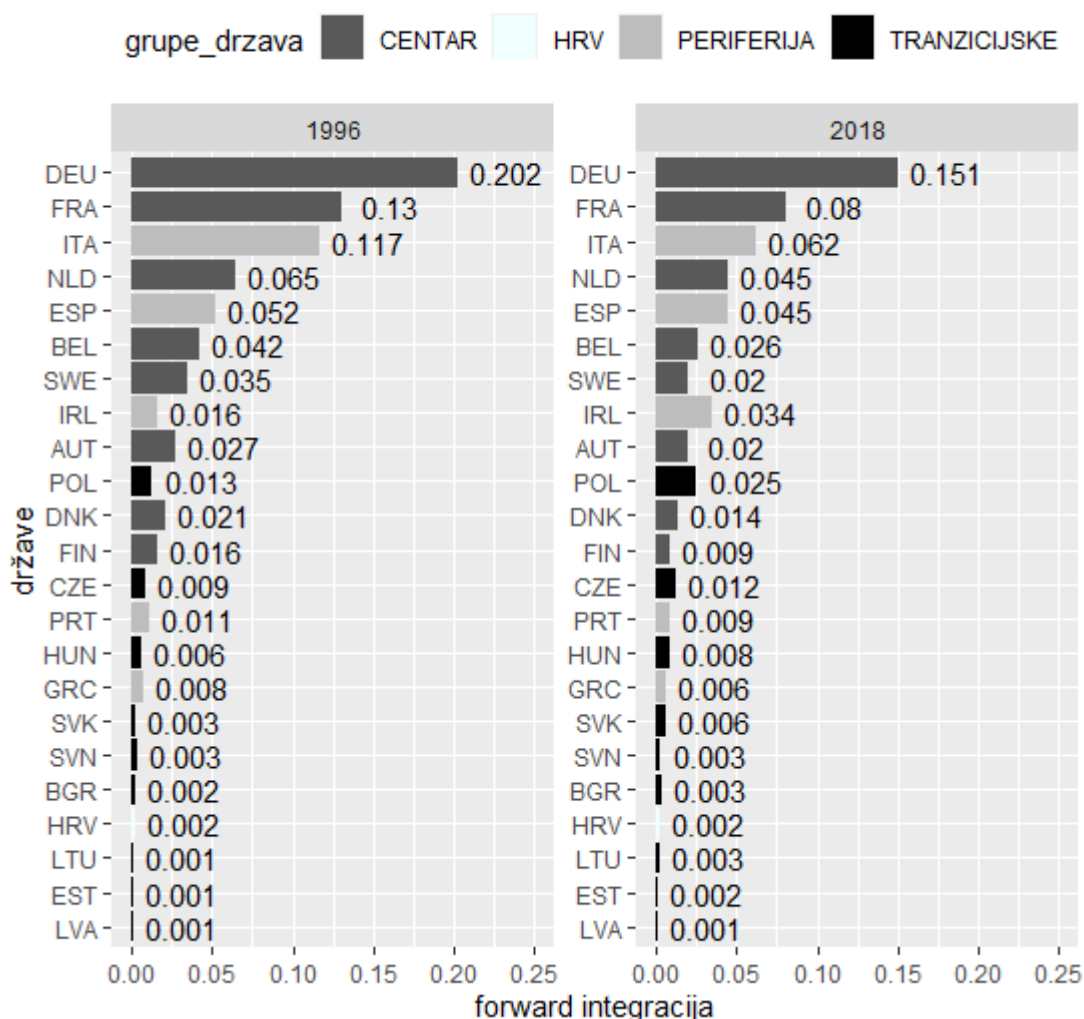 grupe_drzava CENTAR HRV PERIFERIJA TRANZICIJSKE
1996 2018
DEU 0.202 DEU 0.151
FRA 0.13 FRA 0.08
ITA 0.117 ITA 0.062
NLD 0.065 NLD 0.045
ESP 0.052 ESP 0.045
BEL 0.042 BEL 0.026
SWE 0.035 SWE 0.02
IRL 0.016 IRL 0.034
AUT 0.027 AUT 0.02
POL 0.013 POL 0.025
DNK 0.021 DNK 0.014
FIN 0.016 FIN 0.009
CZE 0.009 CZE 0.012
PRT 0.011 PRT 0.009
HUN 0.006 HUN 0.008
GRC 0.008 GRC 0.006
SVK 0.003 SVK 0.006
SVN 0.003 SVN 0.003
BGR 0.002 BGR 0.003
HRV 0.002 HRV 0.002
LTU 0.001 LTU 0.003
EST 0.001 EST 0.002
LVA 0.001 LVA 0.001
države
0.00 0.05 0.10 0.15 0.20 0.25 0.00 0.05 0.10 0.15 0.20 0.25
forward integracija